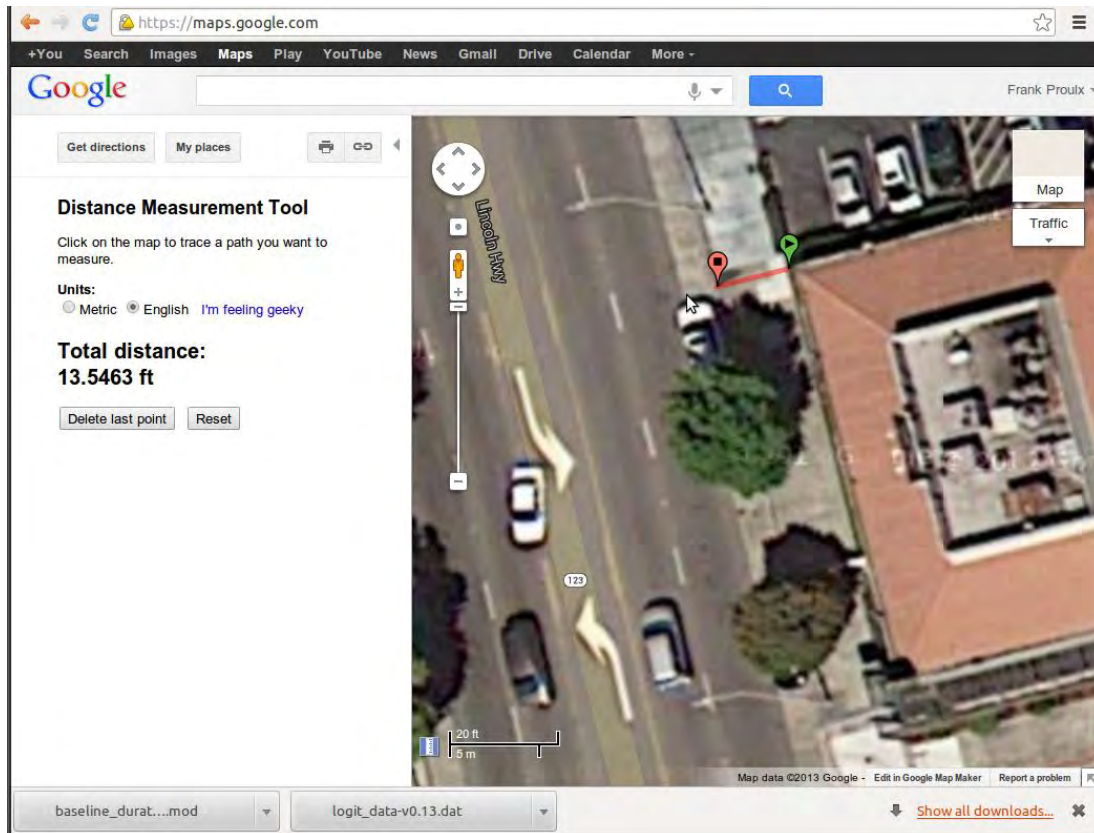 https://maps.google.com
+You Search Images Maps Play YouTube News Gmail Drive Calendar More
Google
Frank Proulx
Get directions My places
Distance Measurement Tool
Click on the map to trace a path you want to
measure.
Units:
Metric English I'm feeling geeky
Total distance:
13.5463 ft
Delete last point Reset
Lincoln Hwy
Map
Traffic
123
20 ft
5 m
Map data ©2013 Google - Edit in Google Map Maker Report a problem
baseline_durat....mod logit_data-v0.13.dat Show all downloads...